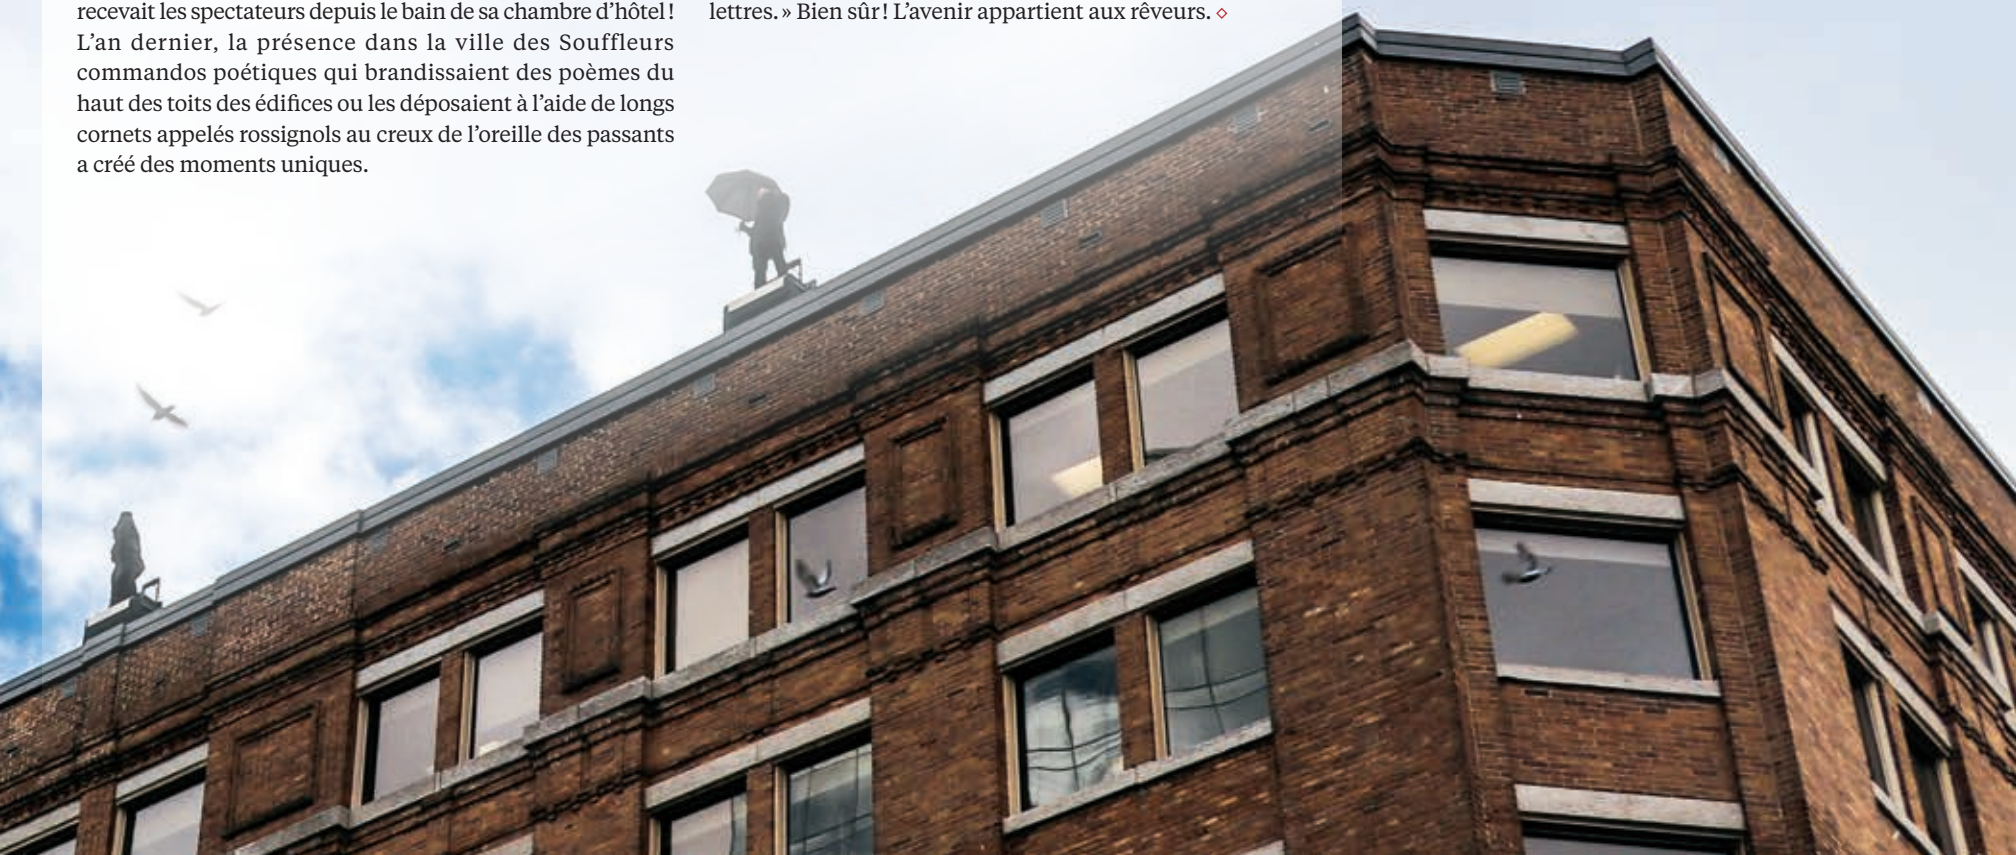 recevait les spectateurs depuis le bain de sa chambre d’hôtel !
L’an dernier, la présence dans la ville des Souffleurs
commandos poétiques qui brandissaient des poèmes du
haut des toits des édifices ou les déposaient à l’aide de longs
cornets appelés rossignols au creux de l’oreille des passants
a créé des moments uniques.
lettres. » Bien sûr ! L’avenir appartient aux rêveurs. ◇